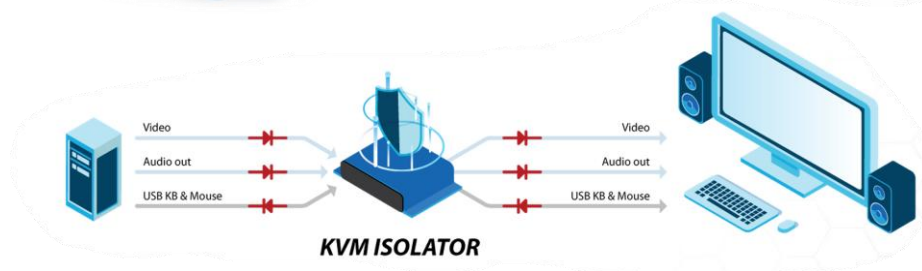 Video
Video
Audio out
Audio out
USB KB & Mouse
USB KB & Mouse
KVM ISOLATOR